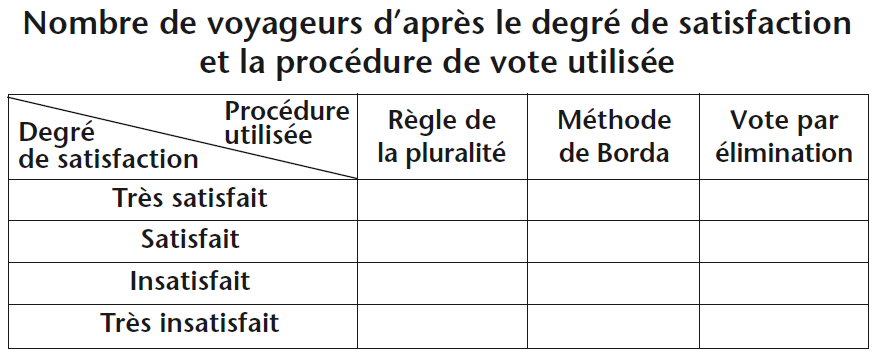 Nombre de voyageurs d’après le degré de satisfaction
et la procédure de vote utilisée
Procédure
utilisée
Degré
de satisfaction
Règle de
la pluralité
Méthode
de Borda
Vote par
élimination
Très satisfait
Satisfait
Insatisfait
Très insatisfait